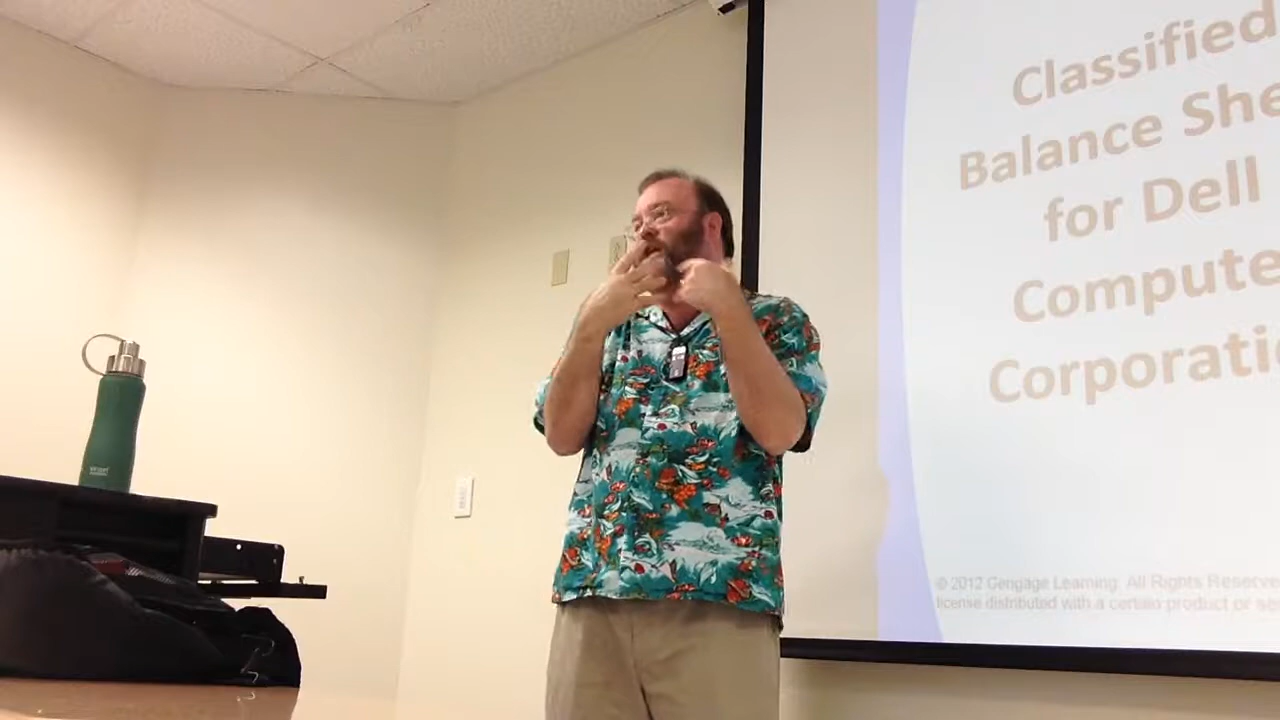 Classified
Balance She
for Dell
Compute
Corporati
© 2012 Cengage Learning. All Rights Reserve
license distributed with a certain product or se